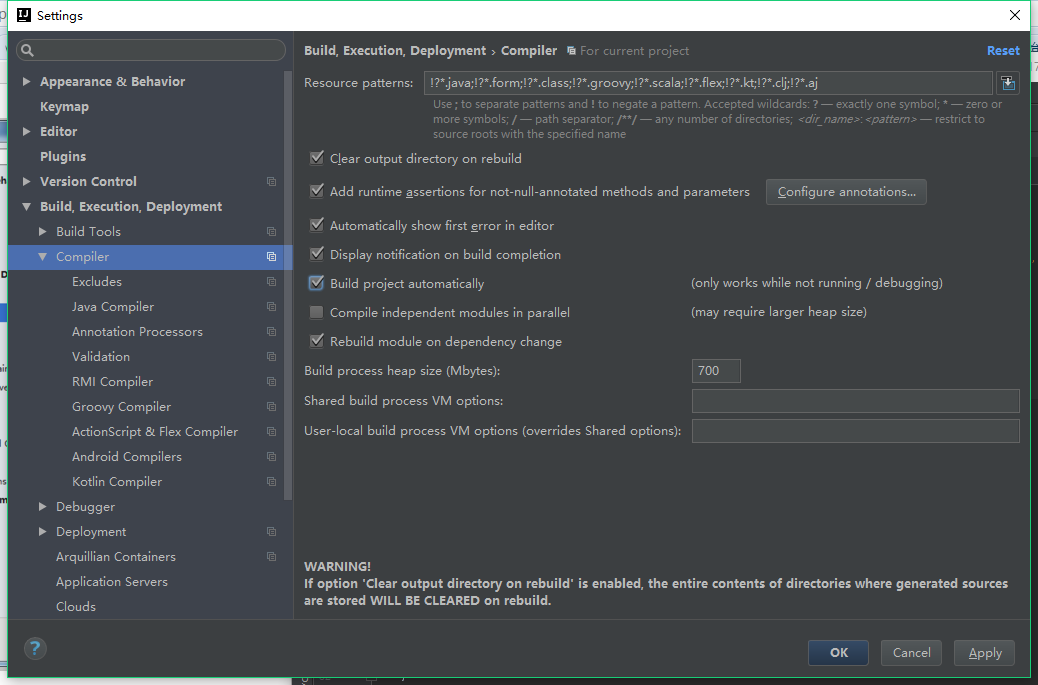 Settings
Build, Execution, Deployment › Compiler For current project Reset
Appearance & Behavior
Keymap
Editor
Plugins
Version Control
Build, Execution, Deployment
Build Tools
Compiler
Excludes
Java Compiler
Annotation Processors
Validation
RMI Compiler
Groovy Compiler
ActionScript & Flex Compiler
Android Compilers
Kotlin Compiler
Debugger
Deployment
Arquillian Containers
Application Servers
Clouds
Resource patterns: !?*.java;!?*.form;!?*.class;!?*.groovy;!?*.scala;!?*.flex;!?*.kt;!?*.clj;!?*.aj
Use ; to separate patterns and ! to negate a pattern. Accepted wildcards: ? — exactly one symbol; * — zero or
more symbols; / — path separator; /**/ — any number of directories; <dir_name>:<pattern> — restrict to
source roots with the specified name
Clear output directory on rebuild
Add runtime assertions for not-null-annotated methods and parameters Configure annotations...
Automatically show first error in editor
Display notification on build completion
Build project automatically (only works while not running / debugging)
Compile independent modules in parallel (may require larger heap size)
Rebuild module on dependency change
Build process heap size (Mbytes): 700
Shared build process VM options:
User-local build process VM options (overrides Shared options):
WARNING!
If option 'Clear output directory on rebuild' is enabled, the entire contents of directories where generated sources
are stored WILL BE CLEARED on rebuild.
? OK Cancel Apply